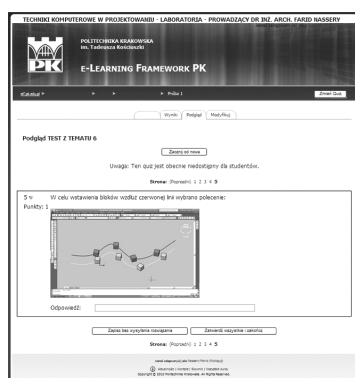 TECHNIKI KOMPUTEROWE W PROJEKTOWANIU - LABORATORIA - PROWADZĄCY DR INŻ. ARCH. FARID NASSERY
POLITECHNIKA KRAKOWSKA
im. Tadeusza Kościuszki
PK
E-LEARNING FRAMEWORK PK
Próba 1
Zmień Quiz
Wyniki Podgląd Modyfikuj
Podgląd TEST Z TEMATU 6
Zacznij od nowa
Uwaga: Ten quiz jest obecnie niedostępny dla studentów.
Strona: (Poprzedni) 1 2 3 4 5
5 W celu wstawienia bloków wzdłuż czerwonej linii wybrano polecenie:
Punkty: 1
Odpowiedź:
Zapisz bez wysyłania rozwiązania Zatwierdź wszystkie i zakończ
Strona: (Poprzedni) 1 2 3 4 5